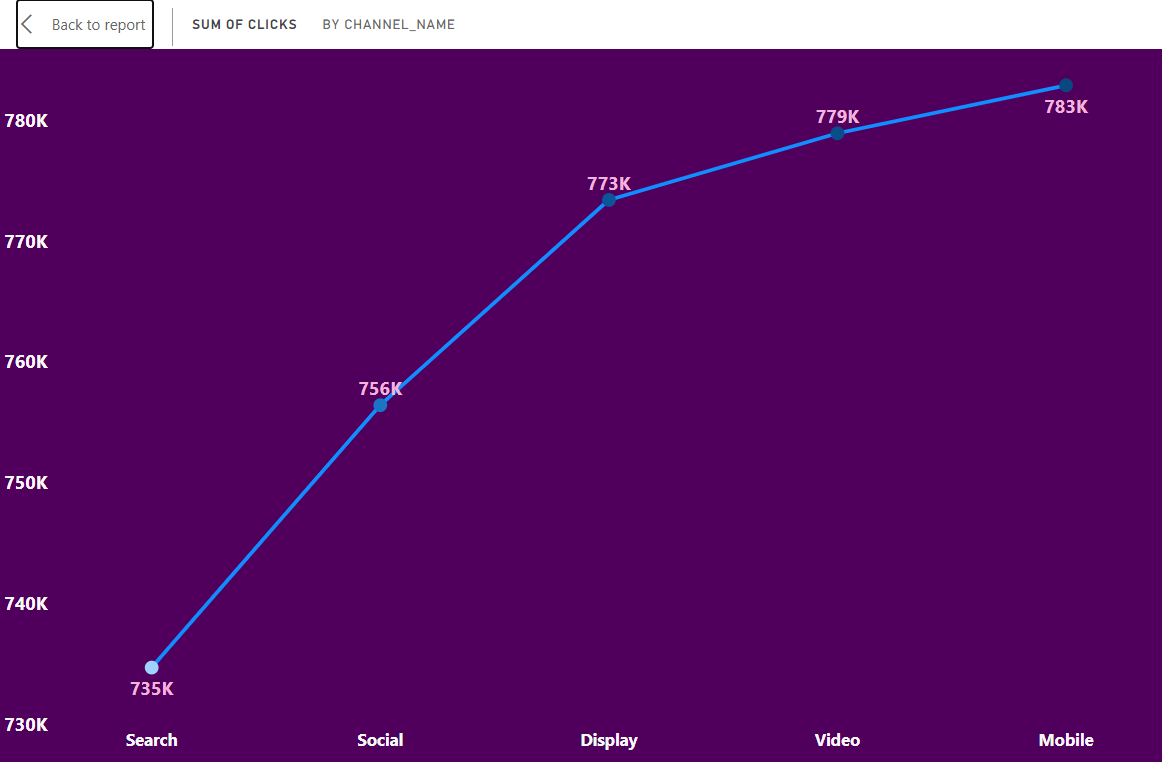 Back to report
SUM OF CLICKS BY CHANNEL_NAME
783K
780K
779K
773K
770K
760K
756K
750K
740K
735K
730K
Search Social Display Video Mobile